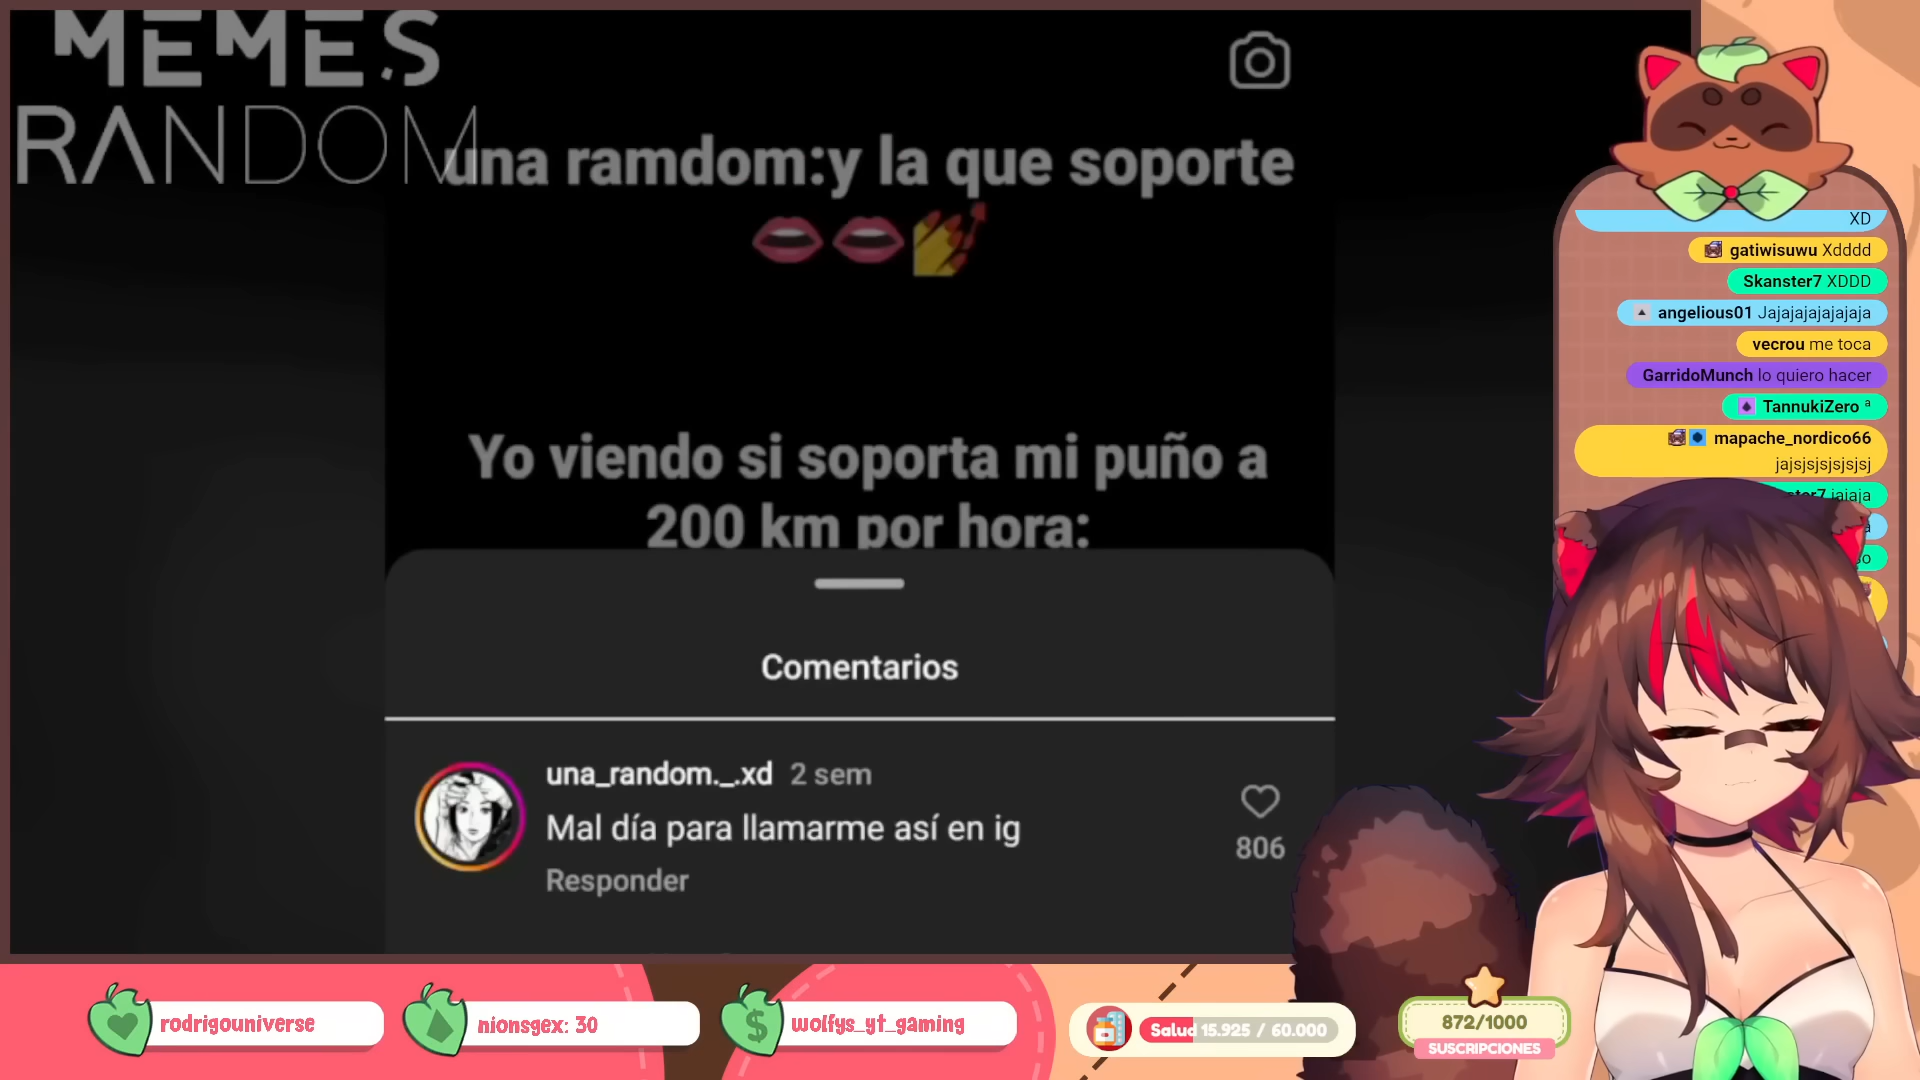 MEMES
RANDOM
una ramdom:y la que soporte
👄👄💅
Yo viendo si soporta mi puño a
200 km por hora:
Comentarios
una_random._.xd 2 sem
Mal día para llamarme así en ig
806
Responder
XD
gatiwisuwu Xdddd
Skanster7 XDDD
angelious01 Jajajajajajaja
vecrou me toca
GarridoMunch lo quiero hacer
TannukiZero ª
mapache_nordico66
jajsjsjsjsjsj
jajaja
rodrigouniverse
nionsgex: 30
wolfys_yt_gaming
Salud 15.925 / 60.000
872/1000
SUSCRIPCIONES